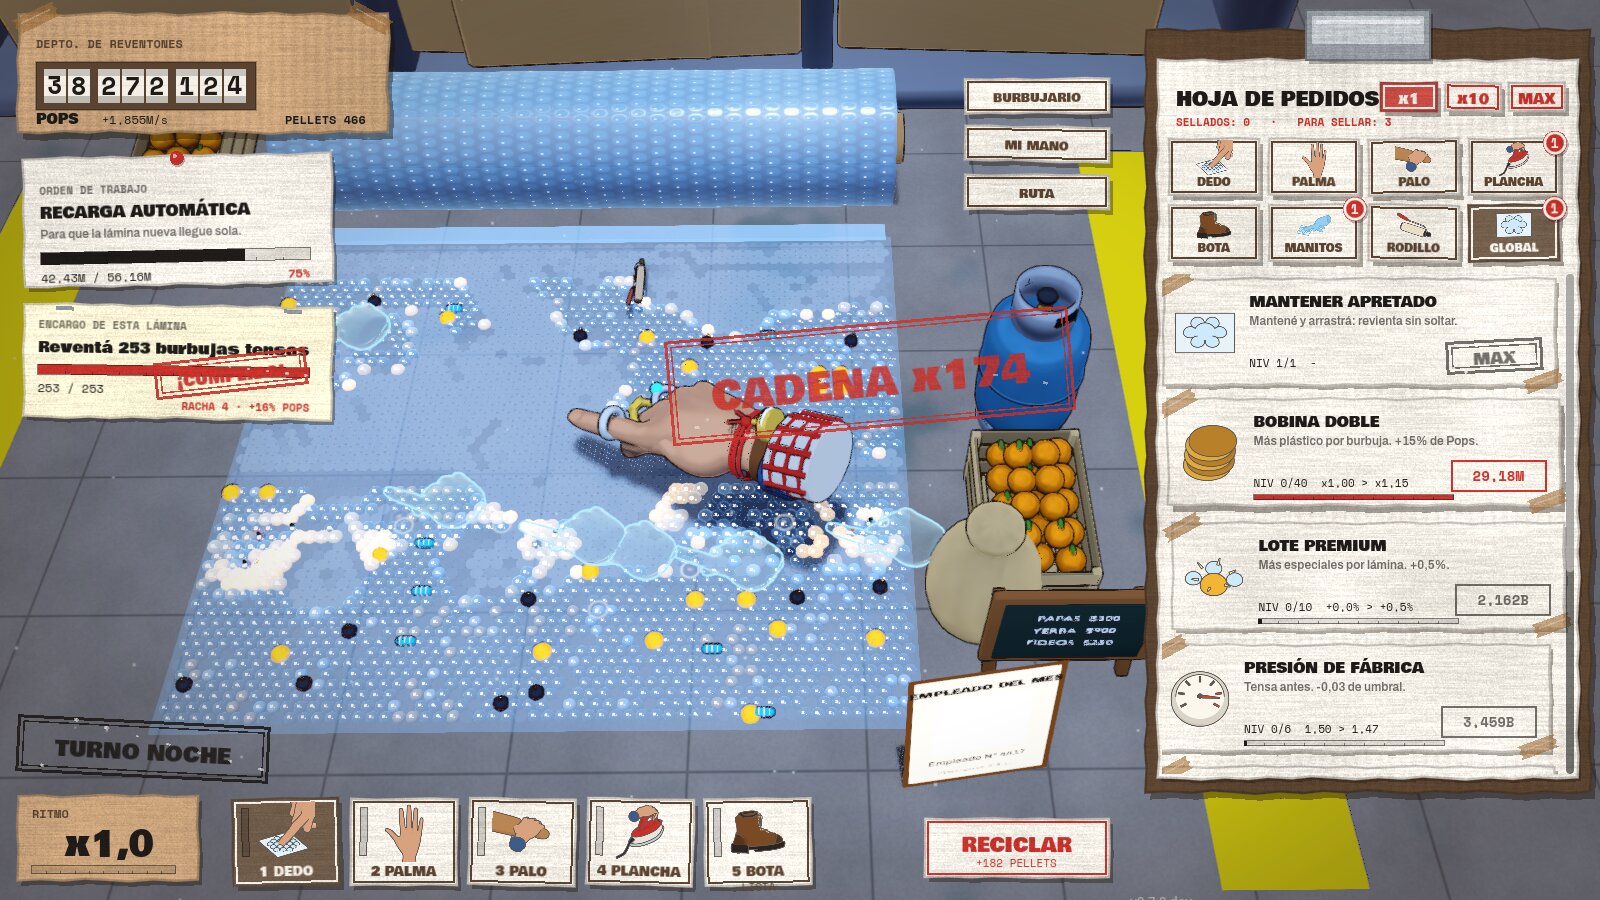 DEPTO. DE REVENTONES
38 272 124
POPS +1,855M/s PELLETS 466
ORDEN DE TRABAJO
RECARGA AUTOMÁTICA
Para que la lámina nueva llegue sola.
42,43M / 56,16M 75%
ENCARGO DE ESTA LÁMINA
Reventá 253 burbujas tensas
253 / 253
RACHA 4 · +16% POPS
TURNO NOCHE
RITMO
x1,0
1 DEDO
2 PALMA
3 PALO
4 PLANCHA
5 BOTA
CADENA x174
BURBUJARIO
MI MANO
RUTA
PAPAS $300
YERBA $900
FIDEOS $250
EMPLEADO DEL MES
RECICLAR
+182 PELLETS
HOJA DE PEDIDOS x1 x10 MAX
SELLADOS: 0 · PARA SELLAR: 3
DEDO
PALMA
PALO
PLANCHA 1
BOTA
MANITOS 1
RODILLO
GLOBAL 1
MANTENER APRETADO
Mantené y arrastrá: revienta sin soltar.
NIV 1/1 - MAX
BOBINA DOBLE
Más plástico por burbuja. +15% de Pops.
NIV 0/40 x1,00 > x1,15 29,18M
LOTE PREMIUM
Más especiales por lámina. +0,5%.
NIV 0/10 +0,0% > +0,5% 2,162B
PRESIÓN DE FÁBRICA
Tensa antes. -0,03 de umbral.
NIV 0/6 1,50 > 1,47 3,459B